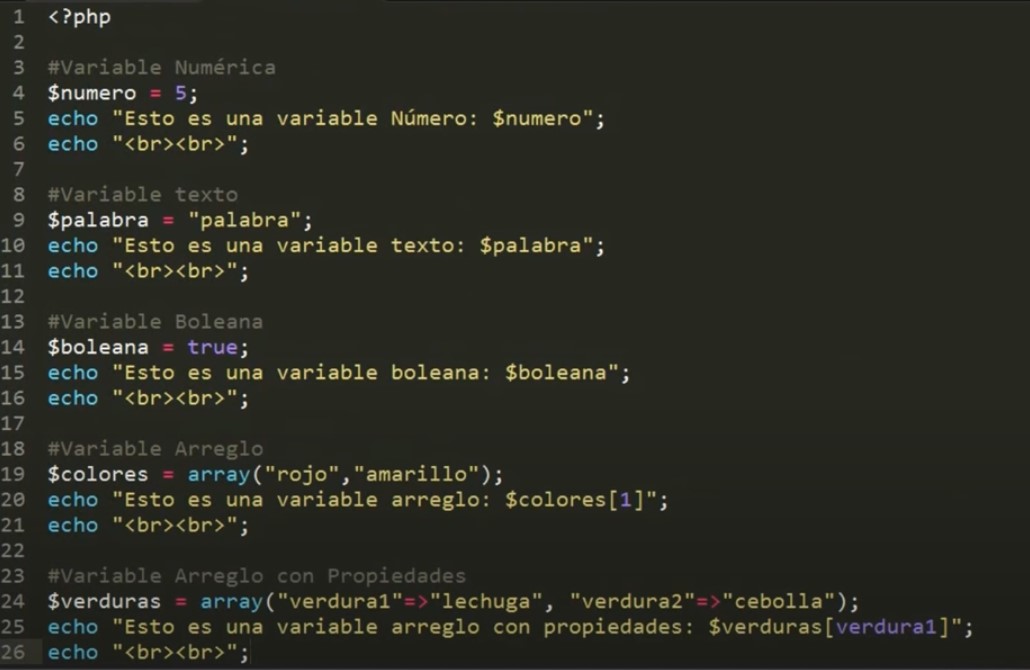 1 <?php
2
3 #Variable Numérica
4 $numero = 5;
5 echo "Esto es una variable Número: $numero";
6 echo "<br><br>";
7
8 #Variable texto
9 $palabra = "palabra";
10 echo "Esto es una variable texto: $palabra";
11 echo "<br><br>";
12
13 #Variable Boleana
14 $boleana = true;
15 echo "Esto es una variable boleana: $boleana";
16 echo "<br><br>";
17
18 #Variable Arreglo
19 $colores = array("rojo","amarillo");
20 echo "Esto es una variable arreglo: $colores[1]";
21 echo "<br><br>";
22
23 #Variable Arreglo con Propiedades
24 $verduras = array("verdura1"=>"lechuga", "verdura2"=>"cebolla");
25 echo "Esto es una variable arreglo con propiedades: $verduras[verdura1]";
26 echo "<br><br>";